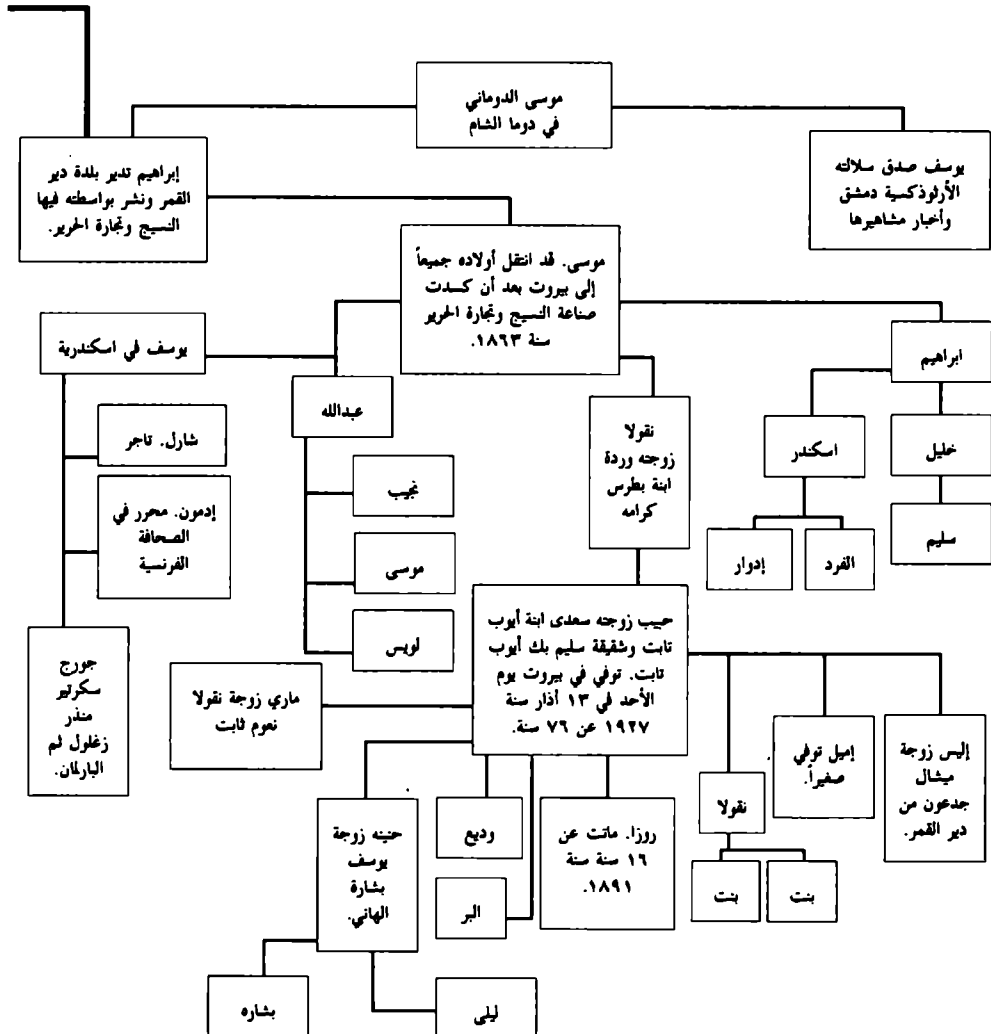 موسى الدوماني
في دوما الشام
يوسف صدق سلالته
الأرثوذكسية دمشق
وأخبار مشاهيرها
إبراهيم تدير بلدة دير
القمر ونشر بواسطته فيها
النسيج وتجارة الحرير.
موسى. قد انتقل أولاده جميعاً
إلى بيروت بعد أن كسدت
صناعة النسيج وتجارة الحرير
سنة ١٨٦٣.
ابراهيم
يوسف في اسكندرية
عبدالله
نقولا
زوجته وردة
ابنة بطرس
كرامه
اسكندر
خليل
شارل. تاجر
نجيب
إدمون. محرر في
الصحافة
الفرنسية
سليم
الفرد
إدوار
موسى
لويس
حبيب زوجته سعدى ابنة أيوب
ثابت وشقيقة سليم بك أيوب
ثابت. توفي في بيروت يوم
الأحد في ١٣ أذار سنة
١٩٢٧ عن ٧٦ سنة.
جورج
سكرتير
منذر
زغلول ثم
البارلمان.
ماري زوجة نقولا
نعوم ثابت
إليس زوجة
ميشال
جدعون من
دير القمر.
إميل توفي
صغيراً.
نقولا
روزا. ماتت عن
١٦ سنة سنة
١٨٩١.
وديع
حنينه زوجة
يوسف
بشارة
الهاني.
بنت
بنت
البر
ليلى
بشاره